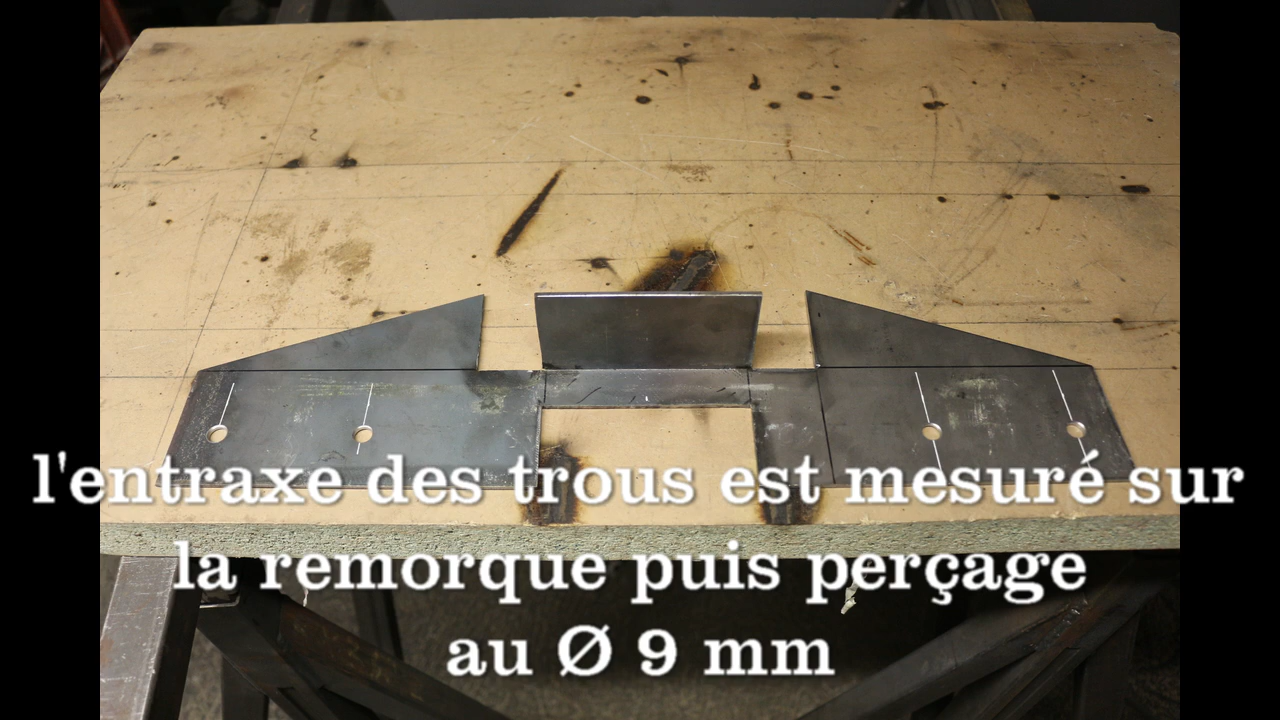 l'entraxe des trous est mesuré sur
la remorque puis perçage
au Ø 9 mm